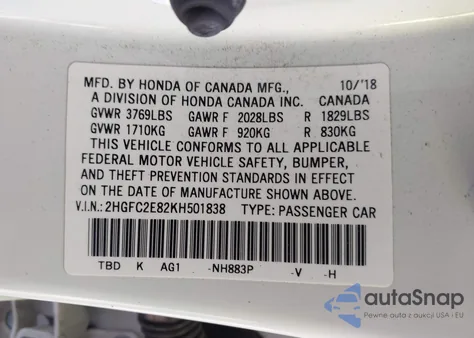 MFD. BY HONDA OF CANADA MFG., 10/'18
A DIVISION OF HONDA CANADA INC. CANADA
GVWR 3769LBS GAWR F 2028LBS R 1829LBS
GVWR 1710KG GAWR F 920KG R 830KG
THIS VEHICLE CONFORMS TO ALL APPLICABLE
FEDERAL MOTOR VEHICLE SAFETY, BUMPER,
AND THEFT PREVENTION STANDARDS IN EFFECT
ON THE DATE OF MANUFACTURE SHOWN ABOVE.
V.I.N.: 2HGFC2E82KH501838 TYPE: PASSENGER CAR
TBD K AG1 -NH883P -V -H
autoSnap
Pewne auto z USA i EU